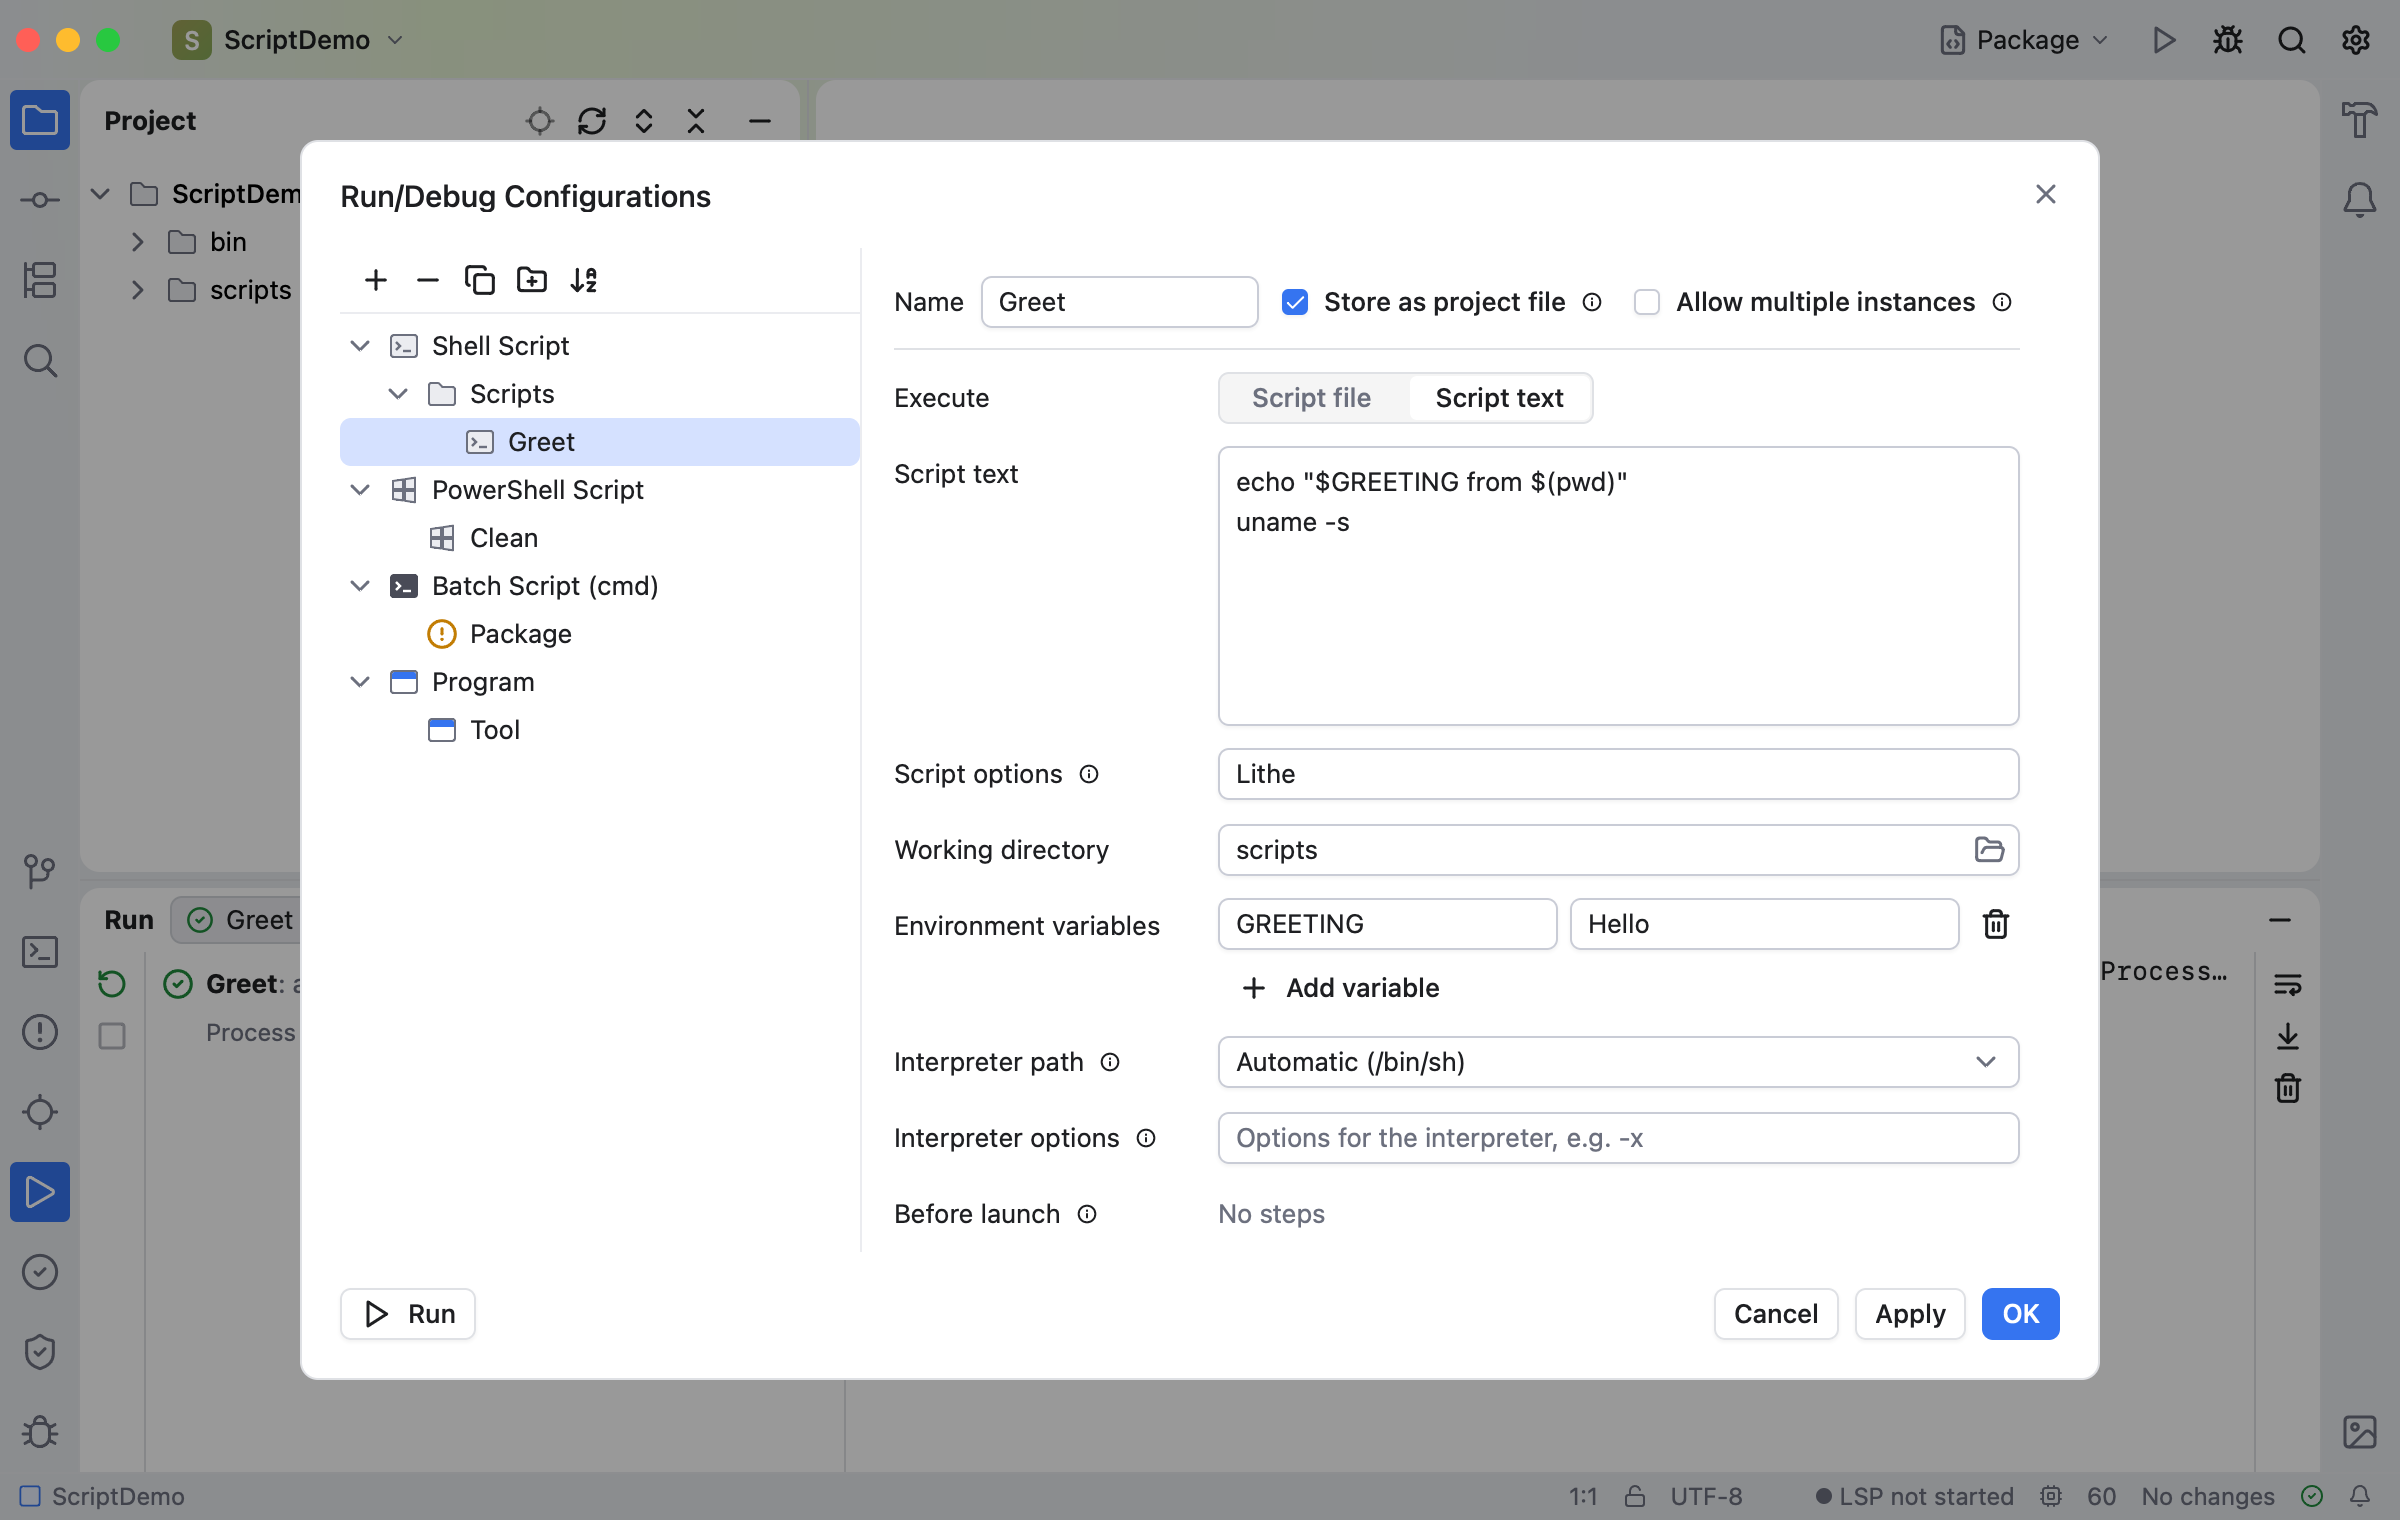 S ScriptDemo
Package
Project
ScriptDem
bin
scripts
Run/Debug Configurations
Shell Script
Scripts
Greet
PowerShell Script
Clean
Batch Script (cmd)
Package
Program
Tool
Name Greet Store as project file Allow multiple instances
Execute Script file Script text
Script text
echo "$GREETING from $(pwd)"
uname -s
Script options Lithe
Working directory scripts
Environment variables GREETING Hello
Add variable
Interpreter path Automatic (/bin/sh)
Interpreter options Options for the interpreter, e.g. -x
Before launch No steps
Run Cancel Apply OK
Run Greet
Greet:
Process
Process…
ScriptDemo 1:1 UTF-8 LSP not started 60 No changes